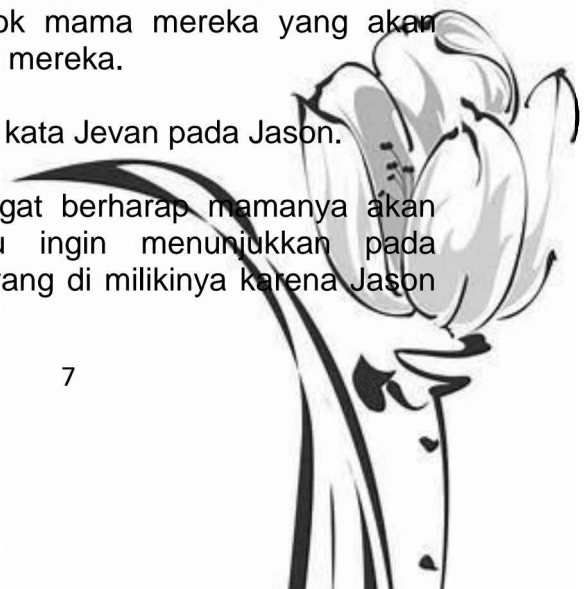 mama mereka yang akan
mereka.
kata Jevan pada Jason.
berharap mamanya akan
ingin menunjukkan pada
yang di milikinya karena Jason
7